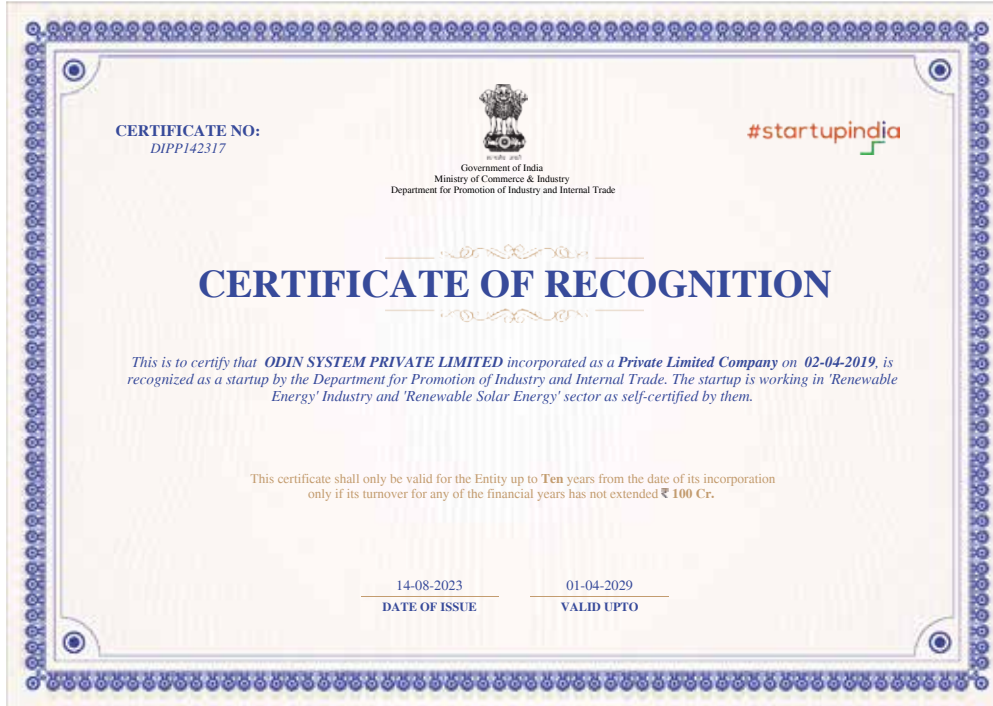 CERTIFICATE NO:
DIPP142317
#startupindia
सत्यमेव जयते
Government of India
Ministry of Commerce & Industry
Department for Promotion of Industry and Internal Trade
CERTIFICATE OF RECOGNITION
This is to certify that ODIN SYSTEM PRIVATE LIMITED incorporated as a Private Limited Company on 02-04-2019, is
recognized as a startup by the Department for Promotion of Industry and Internal Trade. The startup is working in 'Renewable
Energy' Industry and 'Renewable Solar Energy' sector as self-certified by them.
This certificate shall only be valid for the Entity up to Ten years from the date of its incorporation
only if its turnover for any of the financial years has not extended ₹ 100 Cr.
14-08-2023
DATE OF ISSUE
01-04-2029
VALID UPTO